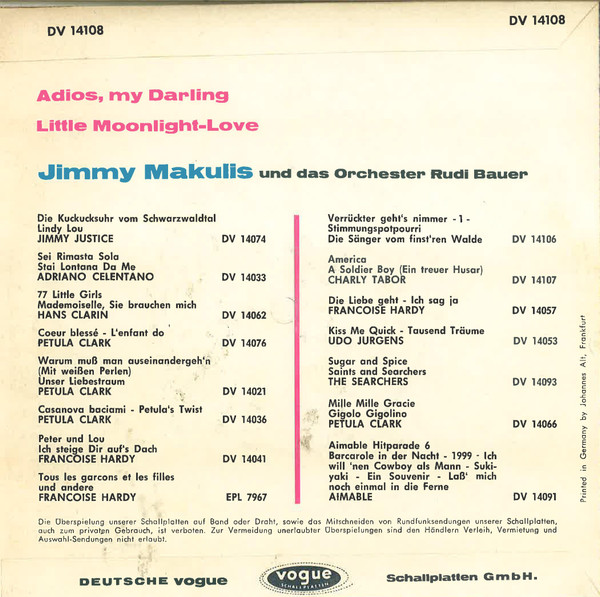 DV 14108
DV 14108
Adios, my Darling
Little Moonlight-Love
Jimmy Makulis und das Orchester Rudi Bauer
Die Kuckucksuhr vom Schwarzwaldtal
Lindy Lou
JIMMY JUSTICE DV 14074
Sei Rimasta Sola
Stai Lontana Da Me
ADRIANO CELENTANO DV 14033
77 Little Girls
Mademoiselle, Sie brauchen mich
HANS CLARIN DV 14062
Coeur blessé - L'enfant do
PETULA CLARK DV 14076
Warum muß man auseinandergeh'n
(Mit weißen Perlen)
Unser Liebestraum
PETULA CLARK DV 14021
Casanova baciami - Petula's Twist
PETULA CLARK DV 14036
Peter und Lou
Ich steige Dir auf's Dach
FRANCOISE HARDY DV 14041
Tous les garcons et les filles
und andere
FRANCOISE HARDY EPL 7967
Verrückter geht's nimmer - 1 -
Stimmungspotpourri
Die Sänger vom finst'ren Walde DV 14106
America
A Soldier Boy (Ein treuer Husar)
CHARLY TABOR DV 14107
Die Liebe geht - Ich sag ja
FRANCOISE HARDY DV 14057
Kiss Me Quick - Tausend Träume
UDO JURGENS DV 14053
Sugar and Spice
Saints and Searchers
THE SEARCHERS DV 14093
Mille Mille Gracie
Gigolo Gigolino
PETULA CLARK DV 14066
Aimable Hitparade 6
Barcarole in der Nacht - 1999 - Ich
will 'nen Cowboy als Mann - Suki-
yaki - Ein Souvenir - Laß' mich
noch einmal in die Ferne
AIMABLE DV 14091
Printed in Germany by Johannes Alt, Frankfurt
Die Überspielung unserer Schallplatten auf Band oder Draht, sowie das Mitschneiden von Rundfunksendungen unserer Schallplatten,
auch zum privatpn Gebrauch, ist verboten. Zur Vermeidung unerlaubter Überspielungen sind den Händlern Verleih, Vermietung und
Auswahl-Sendungen nicht erlaubt.
DEUTSCHE vogue vogue Schallplatten GmbH.
SCHALLPLATTEN